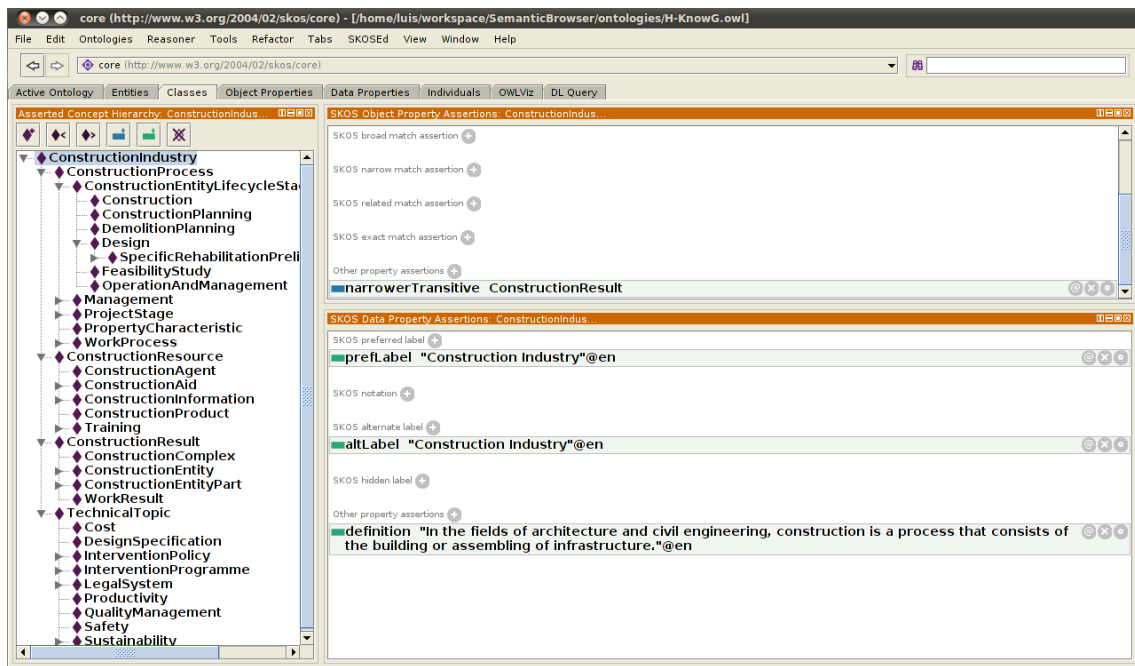 core (http://www.w3.org/2004/02/skos/core) - [/home/luis/workspace/SemanticBrowser/ontologies/H-KnowG.owl]
File Edit Ontologies Reasoner Tools Refactor Tabs SKOSEd View Window Help
core (http://www.w3.org/2004/02/skos/core)
Active Ontology Entities Classes Object Properties Data Properties Individuals OWLViz DL Query
Asserted Concept Hierarchy: ConstructionIndus...
ConstructionIndustry
ConstructionProcess
ConstructionEntityLifecycleSta
Construction
ConstructionPlanning
DemolitionPlanning
Design
SpecificRehabilitationPreli
FeasibilityStudy
OperationAndManagement
Management
ProjectStage
PropertyCharacteristic
WorkProcess
ConstructionResource
ConstructionAgent
ConstructionAid
ConstructionInformation
ConstructionProduct
Training
ConstructionResult
ConstructionComplex
ConstructionEntity
ConstructionEntityPart
WorkResult
TechnicalTopic
Cost
DesignSpecification
InterventionPolicy
InterventionProgramme
LegalSystem
Productivity
QualityManagement
Safety
Sustainability
SKOS Object Property Assertions: ConstructionIndus...
SKOS broad match assertion
SKOS narrow match assertion
SKOS related match assertion
SKOS exact match assertion
Other property assertions
narrowerTransitive ConstructionResult
SKOS Data Property Assertions: ConstructionIndus...
SKOS preferred label
prefLabel "Construction Industry"@en
SKOS notation
SKOS alternate label
altLabel "Construction Industry"@en
SKOS hidden label
Other property assertions
definition "In the fields of architecture and civil engineering, construction is a process that consists of
the building or assembling of infrastructure."@en